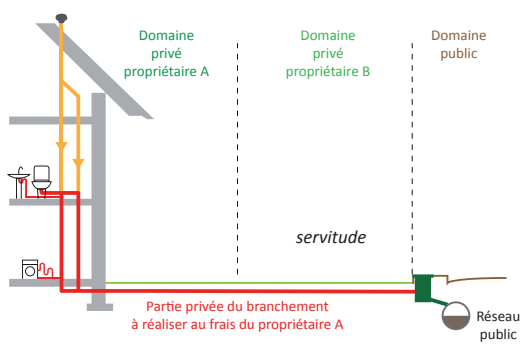 Domaine
privé
propriétaire A
Domaine
privé
propriétaire B
Domaine
public
servitude
Partie privée du branchement
à réaliser au frais du propriétaire A
Réseau
public